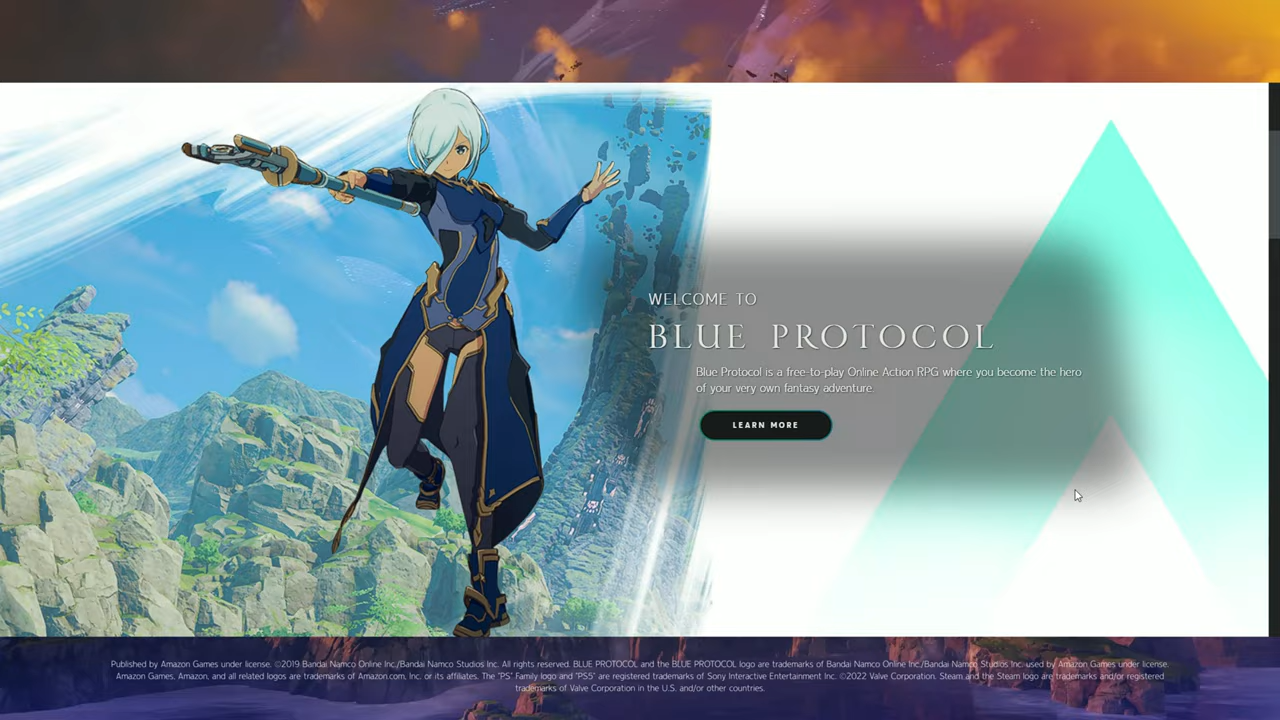 WELCOME TO
BLUE PROTOCOL
Blue Protocol is a free-to-play Online Action RPG where you become the hero
of your very own fantasy adventure.
LEARN MORE
Published by Amazon Games under license. ©2019 Bandai Namco Online Inc./Bandai Namco Studios Inc. All rights reserved. BLUE PROTOCOL and the BLUE PROTOCOL logo are trademarks of Bandai Namco Online Inc./Bandai Namco Studios Inc. used by Amazon Games under license.
Amazon Games, Amazon, and all related logos are trademarks of Amazon.com, Inc. or its affiliates. The "PS" Family logo and "PS5" are registered trademarks of Sony Interactive Entertainment Inc. ©2022 Valve Corporation. Steam and the Steam logo are trademarks and/or registered
trademarks of Valve Corporation in the U.S. and/or other countries.